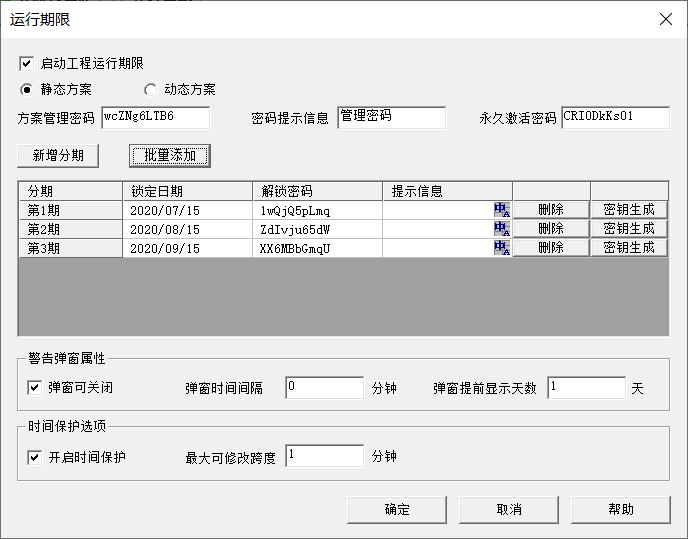 运行期限
启动工程运行期限
静态方案 动态方案
方案管理密码 wcZNg6LTB6 密码提示信息 管理密码 永久激活密码 CRI0DkKs01
新增分期 批量添加
分期 锁定日期 解锁密码 提示信息
第1期 2020/07/15 1wQjQ5pLmq 中A 删除 密钥生成
第2期 2020/08/15 ZdIvju65dW 中A 删除 密钥生成
第3期 2020/09/15 XX6MBbGmqU 中A 删除 密钥生成
警告弹窗属性
弹窗可关闭 弹窗时间间隔 0 分钟 弹窗提前显示天数 1 天
时间保护选项
开启时间保护 最大可修改跨度 1 分钟
确定 取消 帮助